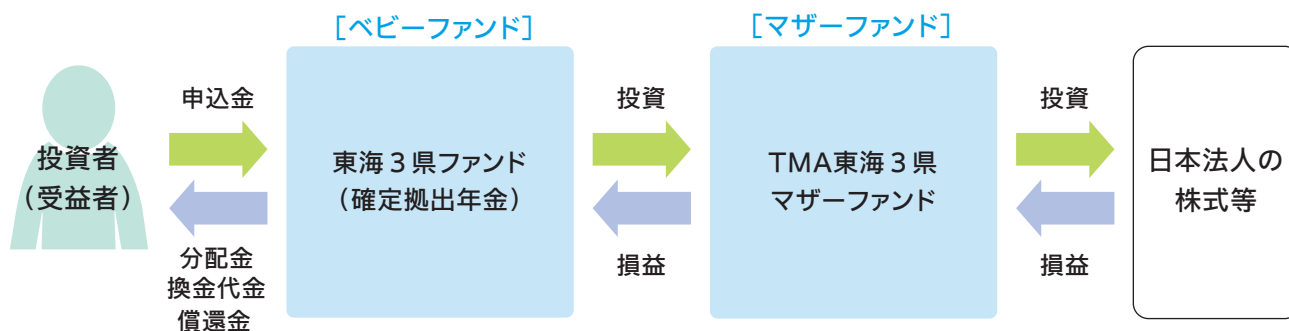 [ベビーファンド]
[マザーファンド]
投資者
（受益者）
申込金
分配金
換金代金
償還金
東海３県ファンド
（確定拠出年金）
投資
損益
TMA東海３県
マザーファンド
投資
損益
日本法人の
株式等